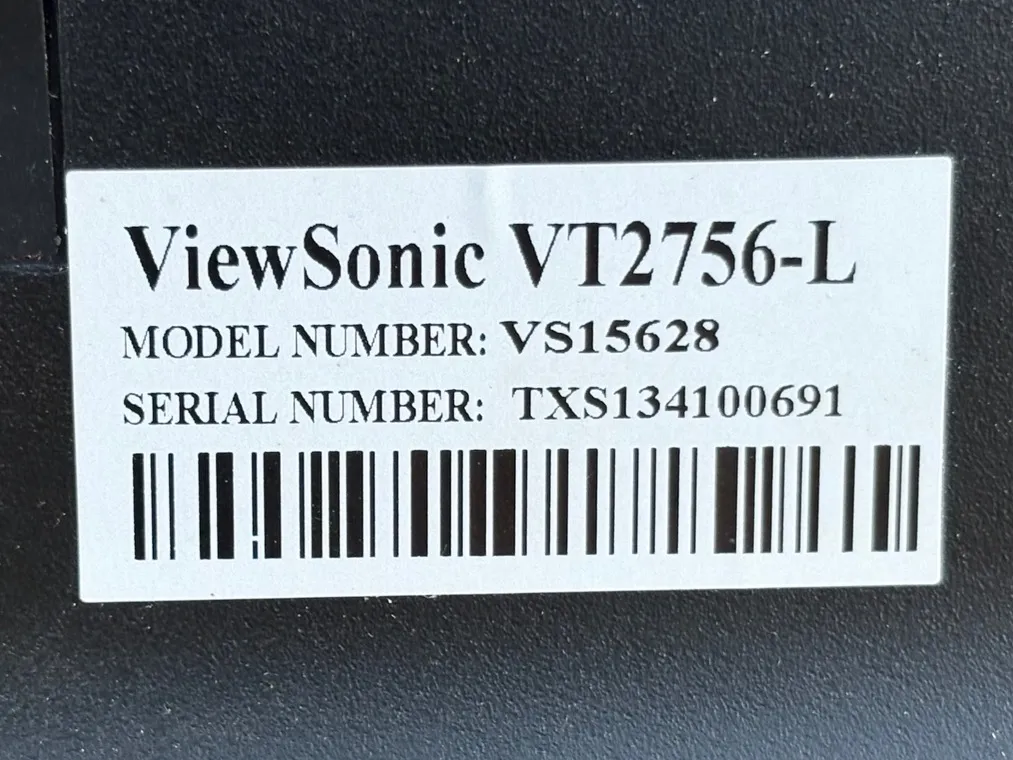 ViewSonic VT2756-L
MODEL NUMBER: VS15628
SERIAL NUMBER: TXS134100691